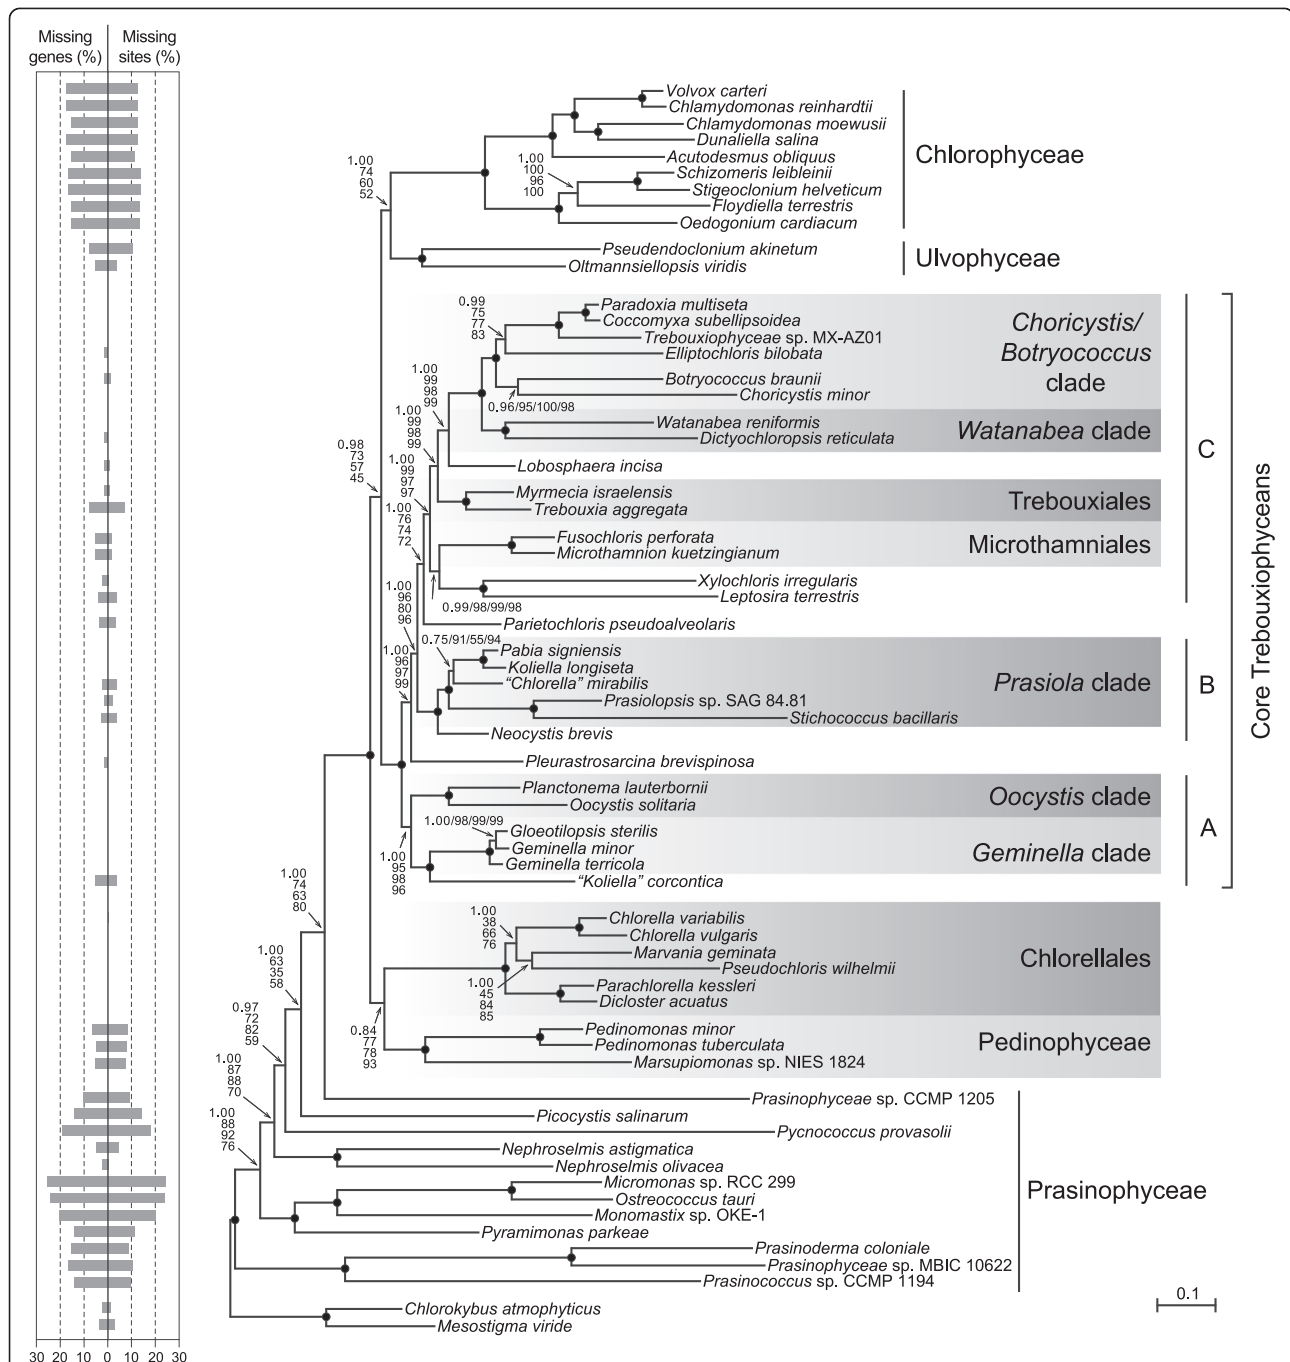 Missing genes (%)
Missing sites (%)
30 20 10 0 10 20 30
Volvox carteri
Chlamydomonas reinhardtii
Chlamydomonas moewusii
Dunaliella salina
Acutodesmus obliquus
Schizomeris leibleinii
Stigeoclonium helveticum
Floydiella terrestris
Oedogonium cardiacum
Chlorophyceae
1.00
74
60
52
1.00
100
96
100
Pseudendoclonium akinetum
Oltmannsiellopsis viridis
Ulvophyceae
0.99
75
77
83
Paradoxia multiseta
Coccomyxa subellipsoidea
Trebouxiophyceae sp. MX-AZ01
Elliptochloris bilobata
Botryococcus braunii
Choricystis minor
Choricystis/
Botryococcus
clade
0.96/95/100/98
1.00
99
98
99
Watanabea reniformis
Dictyochloropsis reticulata
Watanabea clade
1.00
99
98
99
Lobosphaera incisa
C
0.98
73
57
45
1.00
99
97
97
Myrmecia israelensis
Trebouxia aggregata
Trebouxiales
1.00
76
74
72
Fusochloris perforata
Microthamnion kuetzingianum
Microthamniales
Xylochloris irregularis
Leptosira terrestris
0.99/98/99/98
1.00
96
80
96
Parietochloris pseudoalveolaris
Core Trebouxiophyceans
0.75/91/55/94
1.00
96
97
99
Pabia signiensis
Koliella longiseta
“Chlorella” mirabilis
Prasiolopsis sp. SAG 84.81
Stichococcus bacillaris
Neocystis brevis
Prasiola clade
B
Pleurastrosarcina brevispinosa
Planctonema lauterbornii
Oocystis solitaria
Oocystis clade
1.00/98/99/99
Gloeotilopsis sterilis
Geminella minor
Geminella terricola
“Koliella” corcontica
Geminella clade
A
1.00
95
98
96
1.00
74
63
80
1.00
38
66
76
Chlorella variabilis
Chlorella vulgaris
Marvania geminata
Pseudochloris wilhelmii
Parachlorella kessleri
Dicloster acuatus
Chlorellales
1.00
45
84
85
1.00
63
35
58
0.84
77
78
93
Pedinomonas minor
Pedinomonas tuberculata
Marsupiomonas sp. NIES 1824
Pedinophyceae
0.97
72
82
59
1.00
87
88
70
Prasinophyceae sp. CCMP 1205
Picocystis salinarum
Pycnococcus provasolii
1.00
88
92
76
Nephroselmis astigmatica
Nephroselmis olivacea
Micromonas sp. RCC 299
Ostreococcus tauri
Monomastix sp. OKE-1
Pyramimonas parkeae
Prasinoderma coloniale
Prasinophyceae sp. MBIC 10622
Prasinococcus sp. CCMP 1194
Prasinophyceae
Chlorokybus atmophyticus
Mesostigma viride
0.1
30 20 10 0 10 20 30